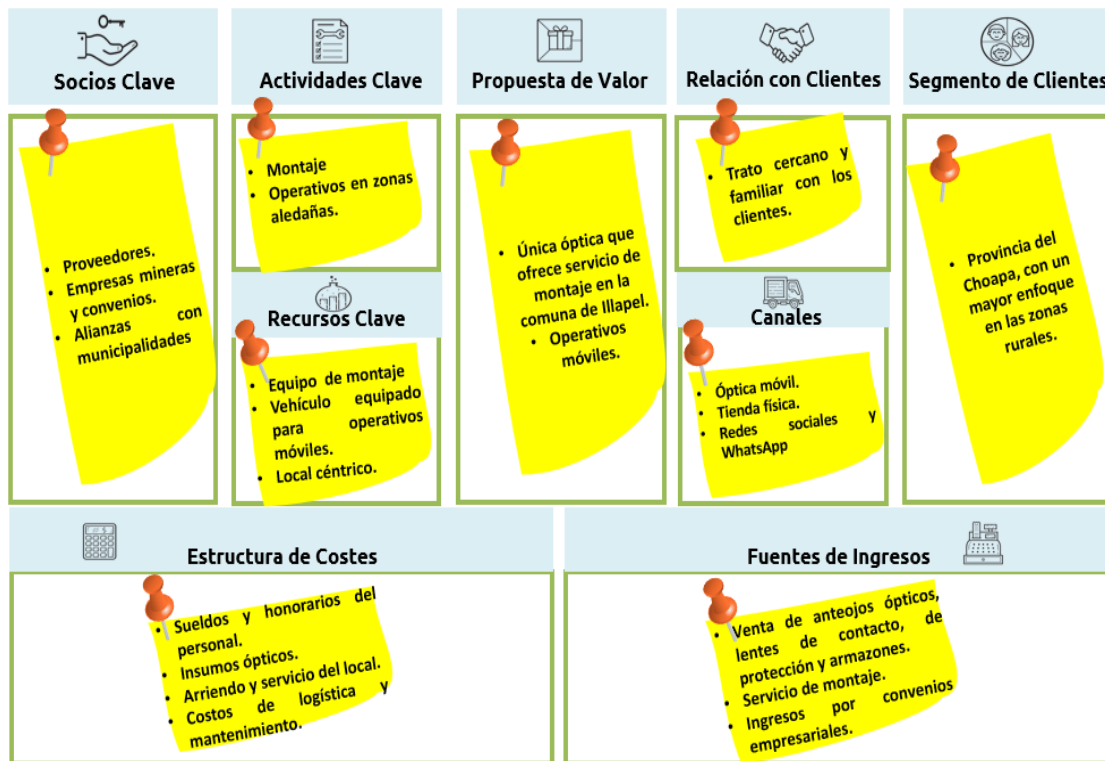 Socios Clave
• Proveedores.
• Empresas mineras
y convenios.
• Alianzas con
municipalidades
Actividades Clave
• Montaje
• Operativos en zonas
aledañas.
Recursos Clave
• Equipo de montaje
• Vehículo equipado
para operativos
móviles.
• Local céntrico.
Propuesta de Valor
• Única óptica que
ofrece servicio de
montaje en la
comuna de Illapel.
• Operativos
móviles.
Relación con Clientes
• Trato cercano y
familiar con los
clientes.
Canales
• Óptica móvil.
• Tienda física.
• Redes sociales y
WhatsApp
Segmento de Clientes
• Provincia del
Choapa, con un
mayor enfoque
en las zonas
rurales.
Estructura de Costes
• Sueldos y honorarios del
personal.
• Insumos ópticos.
• Arriendo y servicio del local.
• Costos de logística y
mantenimiento.
Fuentes de Ingresos
• Venta de anteojos ópticos,
lentes de contacto, de
protección y armazones.
• Servicio de montaje.
• Ingresos por convenios
empresariales.